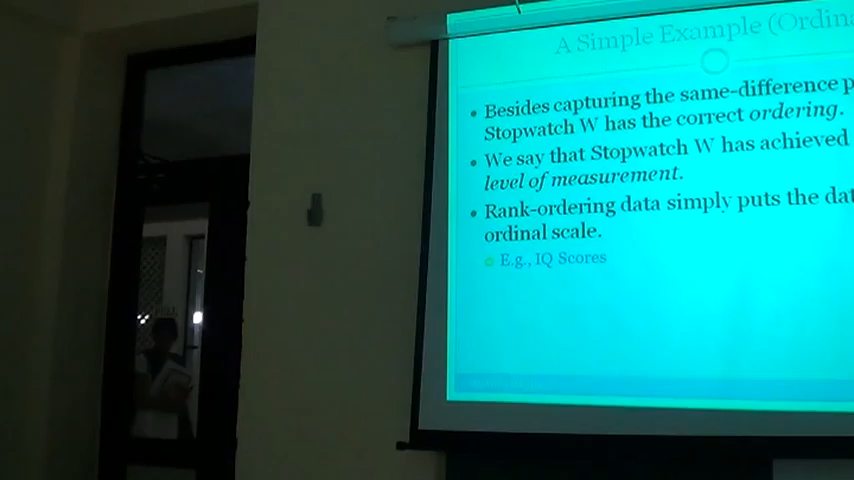 A Simple Example (Ordina
Besides capturing the same-difference p
Stopwatch W has the correct ordering.
We say that Stopwatch W has achieved
level of measurement.
Rank-ordering data simply puts the dat
ordinal scale.
E.g., IQ Scores